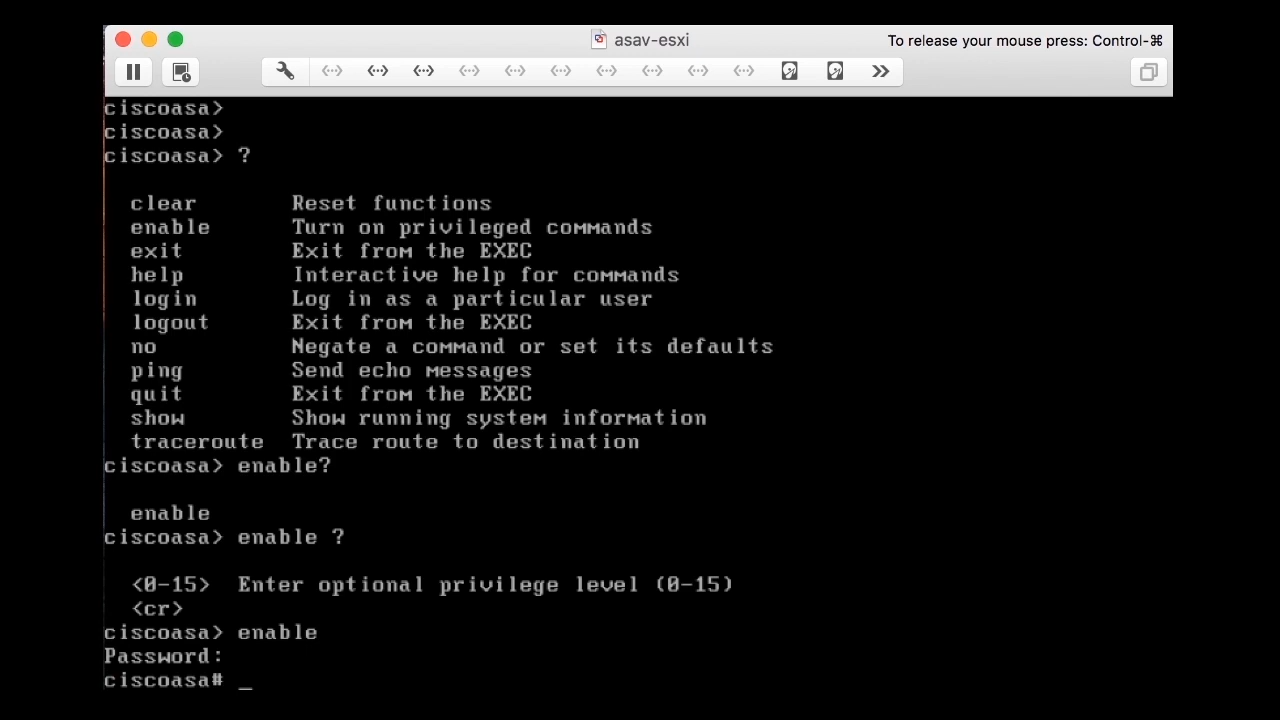 asav-esxi
To release your mouse press: Control-⌘
ciscoasa>
ciscoasa>
ciscoasa> ?
clear Reset functions
enable Turn on privileged commands
exit Exit from the EXEC
help Interactive help for commands
login Log in as a particular user
logout Exit from the EXEC
no Negate a command or set its defaults
ping Send echo messages
quit Exit from the EXEC
show Show running system information
traceroute Trace route to destination
ciscoasa> enable?
enable
ciscoasa> enable ?
<0-15> Enter optional privilege level (0-15)
<cr>
ciscoasa> enable
Password:
ciscoasa# _